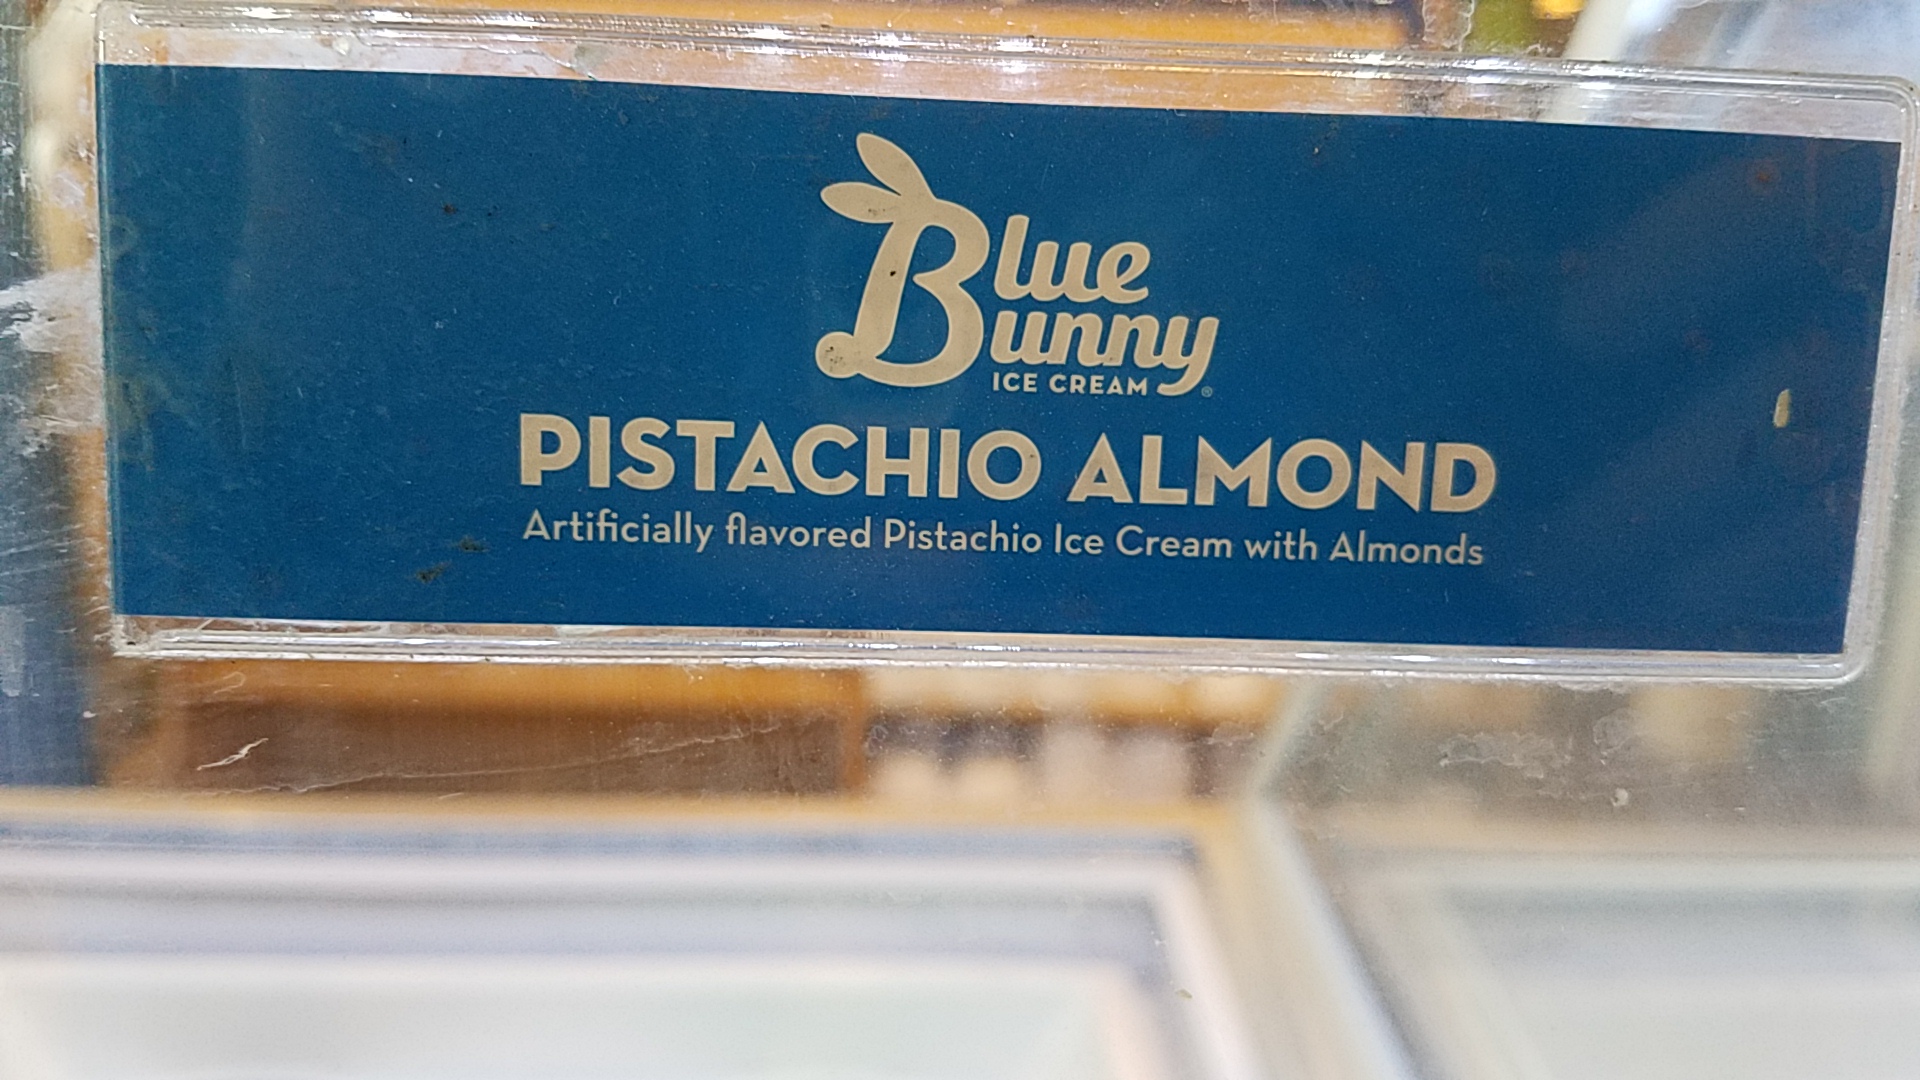 Blue
Bunny
ICE CREAM ®
PISTACHIO ALMOND
Artificially flavored Pistachio Ice Cream with Almonds